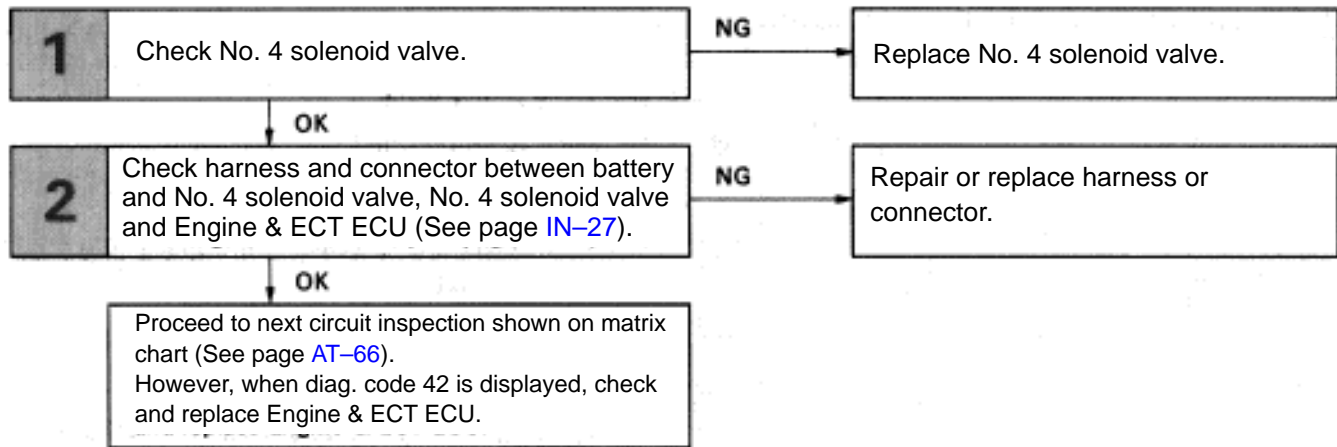 1
Check No. 4 solenoid valve.
NG
Replace No. 4 solenoid valve.
OK
2
Check harness and connector between battery
and No. 4 solenoid valve, No. 4 solenoid valve
and Engine & ECT ECU (See page IN–27).
NG
Repair or replace harness or
connector.
OK
Proceed to next circuit inspection shown on matrix
chart (See page AT–66).
However, when diag. code 42 is displayed, check
and replace Engine & ECT ECU.